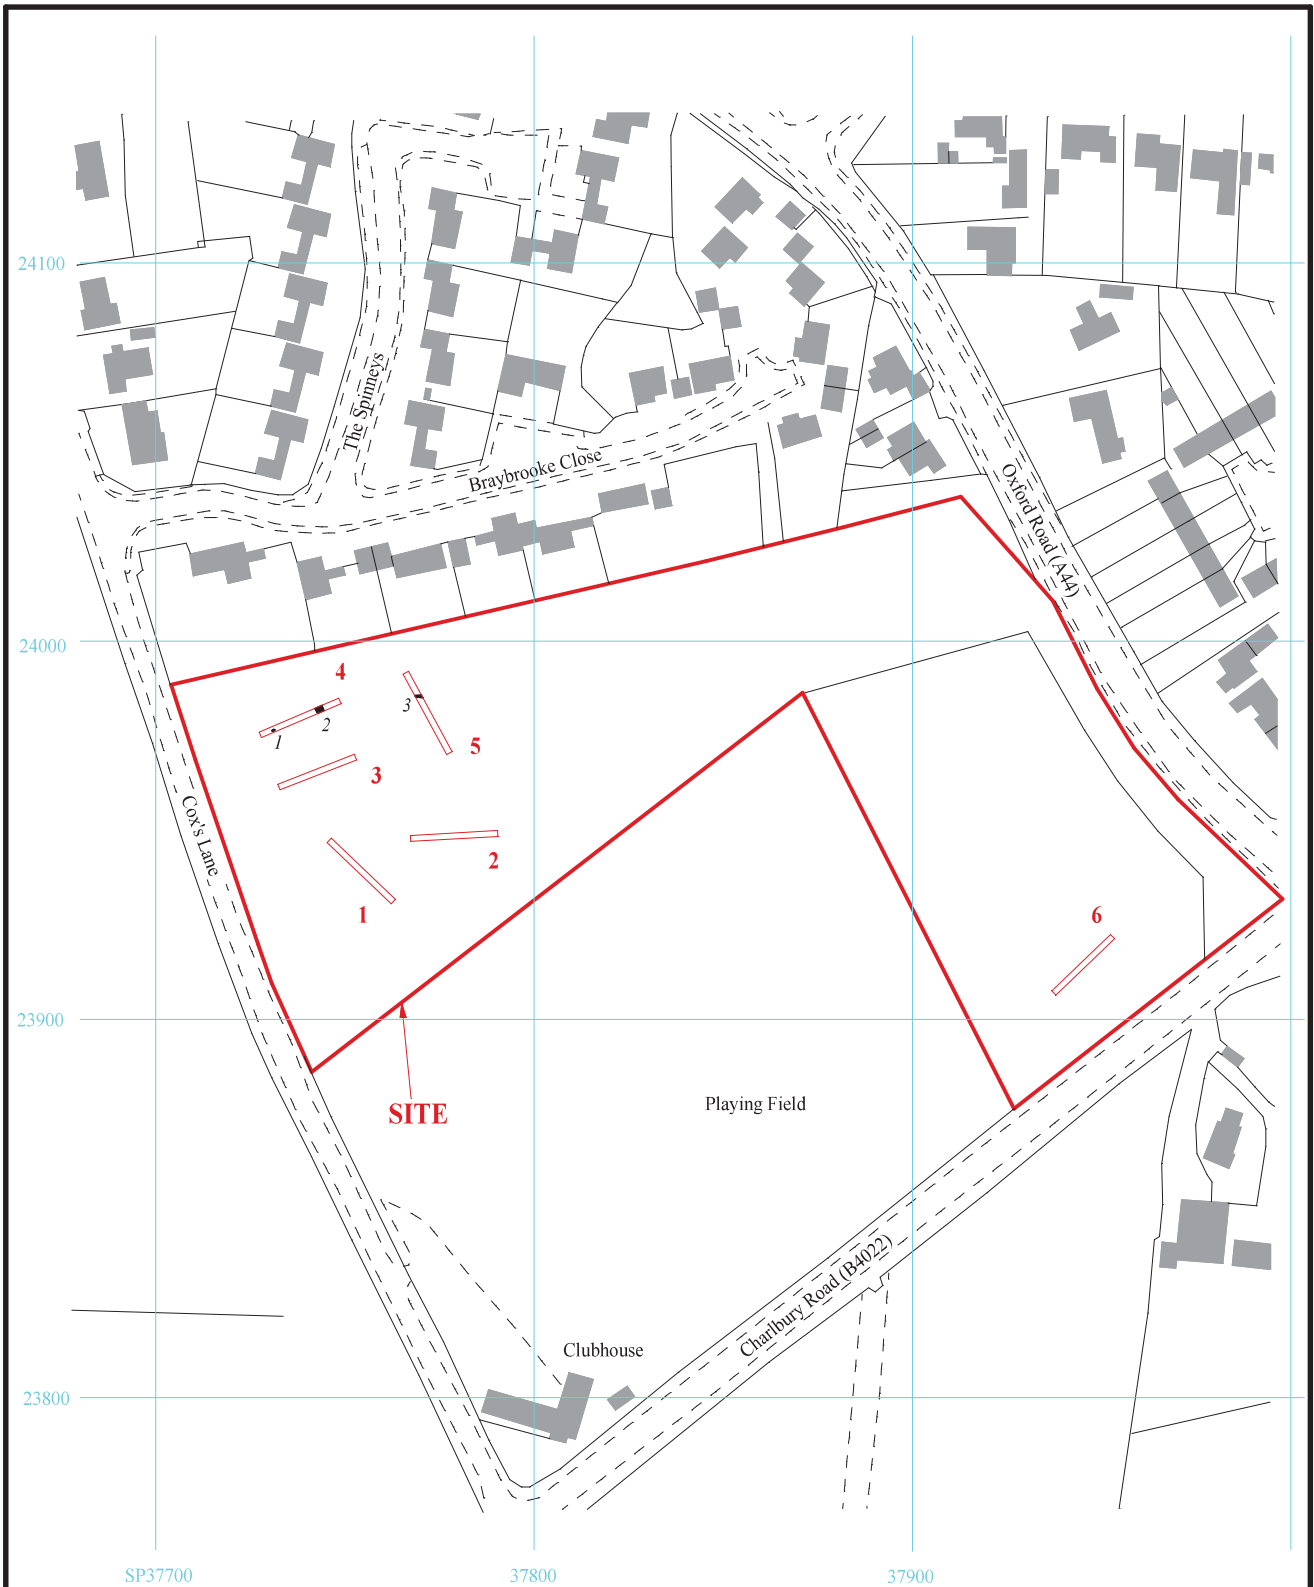 24100
The Spinneys
Braybrooke Close
Oxford Road (A44)
24000
4
3
1
2
5
3
Cox's Lane
2
1
6
23900
SITE
Playing Field
Charlbury Road (B4022)
Clubhouse
23800
SP37700
37800
37900